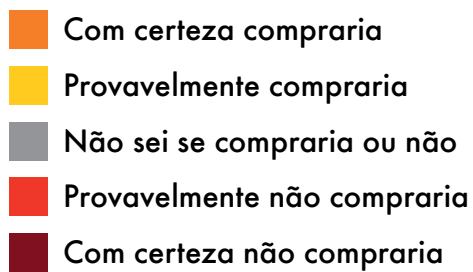 Com certeza compraria
Provavelmente compraria
Não sei se compraria ou não
Provavelmente não compraria
Com certeza não compraria